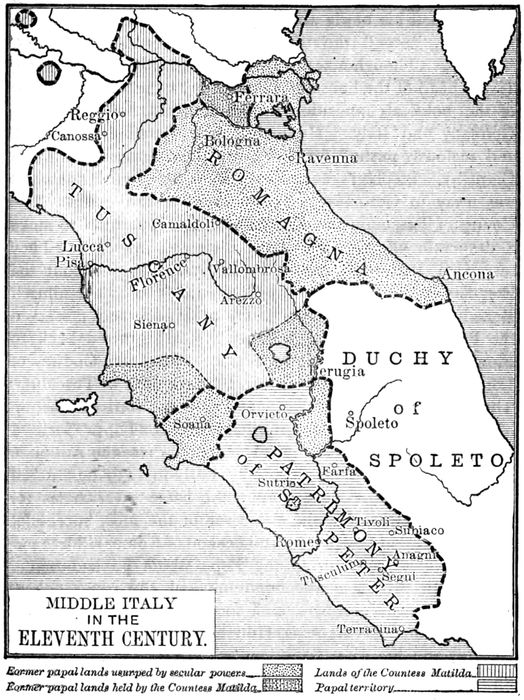 Ferrara
Reggio
Canossa
Bologna
Ravenna
ROMAGNA
TUSCANY
Camaldoli
Lucca
Pisa
Florence
Vallombrosa
Arezzo
Ancona
Siena
DUCHY
of
SPOLETO
Perugia
Spoleto
Orvieto
Soana
PATRIMONY
of S PETER
Farfa
Sutri
Tivoli
Subiaco
Rome
Anagni
Tusculum
Segni
Terracina
MIDDLE ITALY
IN THE
ELEVENTH CENTURY.
Former papal lands usurped by secular powers
Lands of the Countess Matilda
Former papal lands held by the Countess Matilda
Papal territory